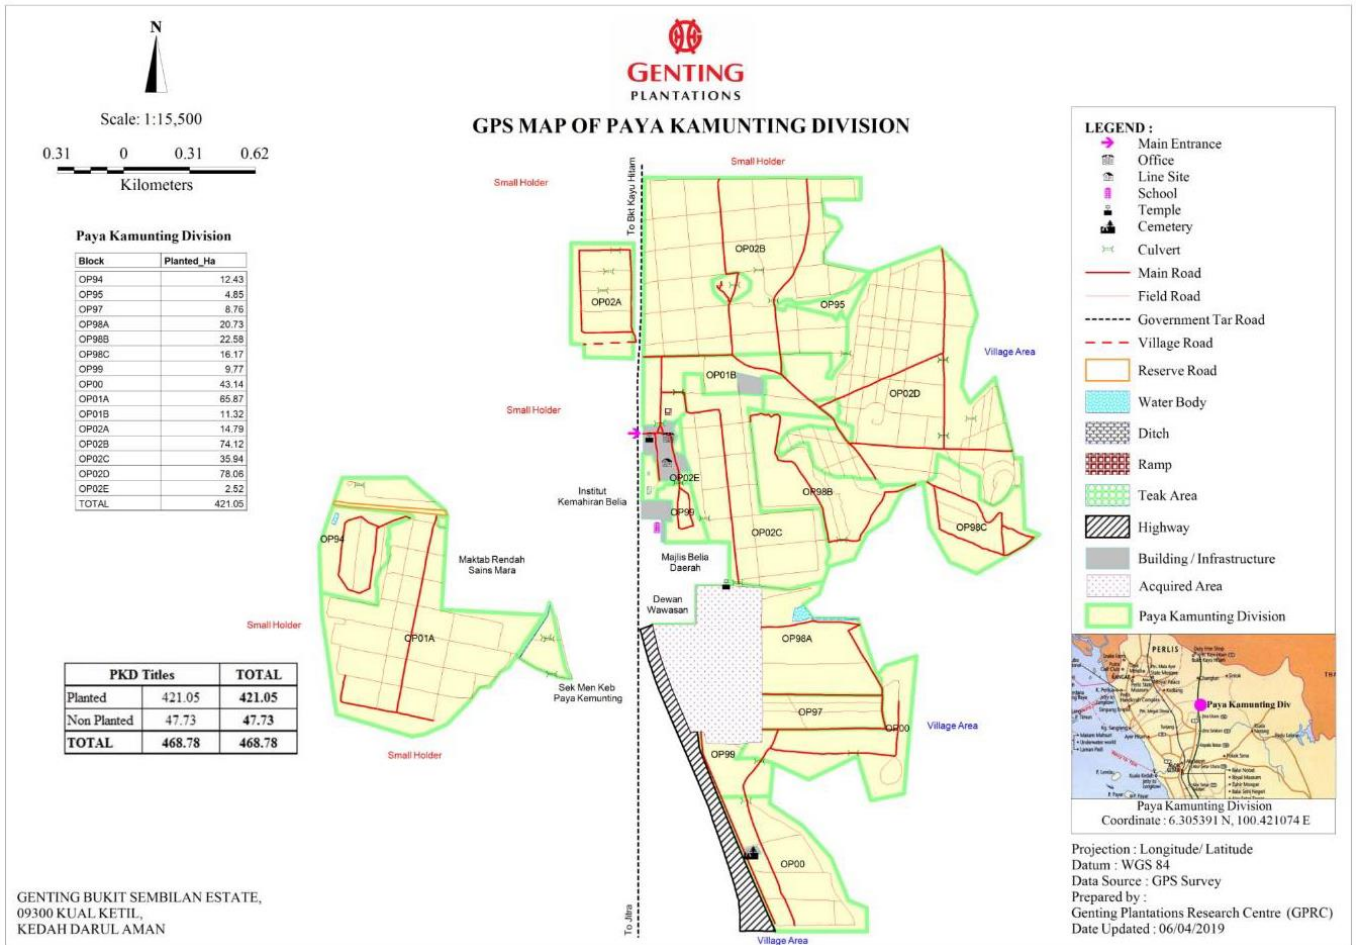 N
Scale: 1:15,500
0.31 0 0.31 0.62
Kilometers
GENTING
PLANTATIONS
GPS MAP OF PAYA KAMUNTING DIVISION
Paya Kamunting Division
Block Planted_Ha
OP94 12.43
OP95 4.85
OP97 8.76
OP98A 20.73
OP98B 22.58
OP98C 16.17
OP99 9.77
OP00 43.14
OP01A 65.87
OP01B 11.32
OP02A 14.79
OP02B 74.12
OP02C 35.94
OP02D 78.06
OP02E 2.52
TOTAL 421.05
Small Holder
Small Holder
To Bkt Kayu Hitam
OP02B
OP02A
OP95
Village Area
OP01B
OP02D
Small Holder
OP02E
OP98B
Institut
Kemahiran Belia
OP99
OP02C
OP98C
OP94
Maktab Rendah
Sains Mara
Majlis Belia
Daerah
Dewan
Wawasan
Small Holder
OP01A
OP98A
Sek Men Keb
Paya Kemunting
OP97
OP00
Village Area
OP99
Small Holder
OP00
To Jitra
Village Area
PKD Titles TOTAL
Planted 421.05 421.05
Non Planted 47.73 47.73
TOTAL 468.78 468.78
GENTING BUKIT SEMBILAN ESTATE,
09300 KUAL KETIL,
KEDAH DARUL AMAN
LEGEND :
Main Entrance
Office
Line Site
School
Temple
Cemetery
Culvert
Main Road
Field Road
Government Tar Road
Village Road
Reserve Road
Water Body
Ditch
Ramp
Teak Area
Highway
Building / Infrastructure
Acquired Area
Paya Kamunting Division
PERLIS
Paya Kamunting Div
Paya Kamunting Division
Coordinate : 6.305391 N, 100.421074 E
Projection : Longitude/ Latitude
Datum : WGS 84
Data Source : GPS Survey
Prepared by :
Genting Plantations Research Centre (GPRC)
Date Updated : 06/04/2019